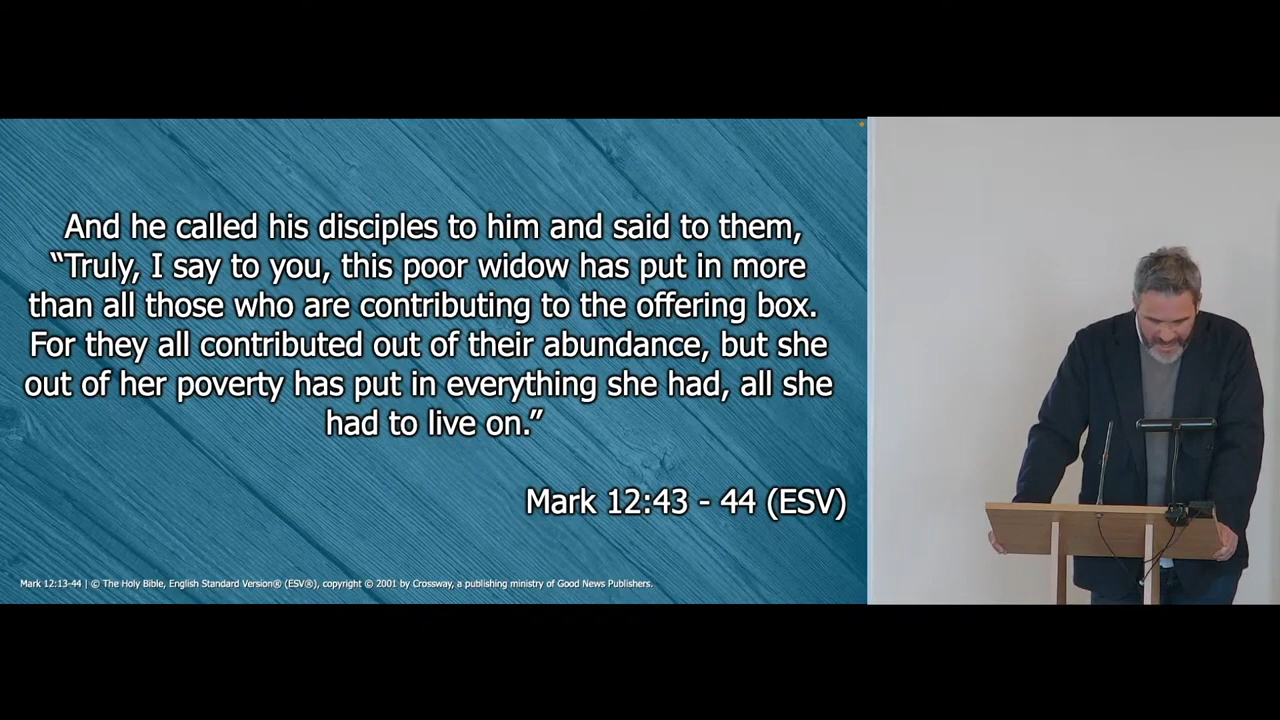 And he called his disciples to him and said to them,
“Truly, I say to you, this poor widow has put in more
than all those who are contributing to the offering box.
For they all contributed out of their abundance, but she
out of her poverty has put in everything she had, all she
had to live on.”
Mark 12:43 - 44 (ESV)
Mark 12:13-44 | © The Holy Bible, English Standard Version® (ESV®), copyright © 2001 by Crossway, a publishing ministry of Good News Publishers.